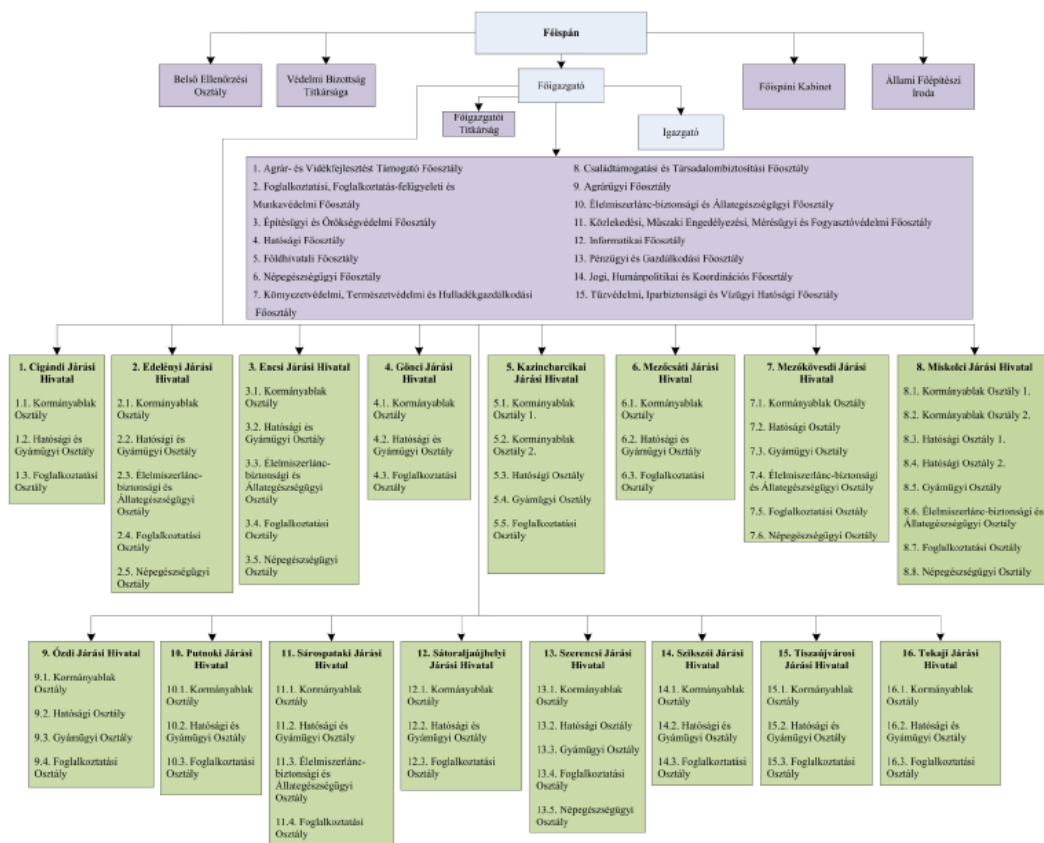 Főispán
Belső Ellenőrzési
Osztály
Védelmi Bizottság
Titkársága
Főispáni Kabinet
Állami Főépítészi
Iroda
Főigazgató
Főigazgatói
Titkárság
Igazgató
1. Agrár- és Vidékfejlesztést Támogató Főosztály
2. Foglalkoztatási, Foglalkoztatás-felügyeleti és
Munkavédelmi Főosztály
3. Építésügyi és Örökségvédelmi Főosztály
4. Hatósági Főosztály
5. Földhivatali Főosztály
6. Népegészségügyi Főosztály
7. Környezetvédelmi, Természetvédelmi és Hulladékgazdálkodási
Főosztály
8. Családtámogatási és Társadalombiztosítási Főosztály
9. Agrárügyi Főosztály
10. Élelmiszerlánc-biztonsági és Állategészségügyi Főosztály
11. Közlekedési, Műszaki Engedélyezési, Mérésügyi és Fogyasztóvédelmi Főosztály
12. Informatikai Főosztály
13. Pénzügyi és Gazdálkodási Főosztály
14. Jogi, Humánpolitikai és Koordinációs Főosztály
15. Tűzvédelmi, Iparbiztonsági és Vízügyi Hatósági Főosztály
1. Cigándi Járási
Hivatal
1.1. Kormányablak
Osztály
1.2. Hatósági és
Gyámügyi Osztály
1.3. Foglalkoztatási
Osztály
2. Edelényi Járási
Hivatal
2.1. Kormányablak
Osztály
2.2. Hatósági és
Gyámügyi Osztály
2.3. Élelmiszerlánc-
biztonsági és
Állategészségügyi
Osztály
2.4. Foglalkoztatási
Osztály
2.5. Népegészségügyi
Osztály
3. Encsi Járási Hivatal
3.1. Kormányablak
Osztály
3.2. Hatósági és
Gyámügyi Osztály
3.3.
Élelmiszerlánc-
biztonsági és
Állategészségügyi
Osztály
3.4. Foglalkoztatási
Osztály
3.5. Népegészségügyi
Osztály
4. Gönci Járási
Hivatal
4.1. Kormányablak
Osztály
4.2. Hatósági és
Gyámügyi Osztály
4.3. Foglalkoztatási
Osztály
5. Kazincbarcikai
Járási Hivatal
5.1. Kormányablak
Osztály 1.
5.2. Kormányablak
Osztály 2.
5.3. Hatósági Osztály
5.4. Gyámügyi Osztály
5.5. Foglalkoztatási
Osztály
6. Mezőcsáti Járási
Hivatal
6.1. Kormányablak
Osztály
6.2. Hatósági és
Gyámügyi Osztály
6.3. Foglalkoztatási
Osztály
7. Mezőkövesdi Járási
Hivatal
7.1. Kormányablak Osztály
7.2. Hatósági Osztály
7.3. Gyámügyi Osztály
7.4. Élelmiszerlánc-biztonsági
és Állategészségügyi Osztály
7.5. Foglalkoztatási Osztály
7.6. Népegészségügyi Osztály
8. Miskolci Járási Hivatal
8.1. Kormányablak Osztály 1.
8.2. Kormányablak Osztály 2.
8.3. Hatósági Osztály 1.
8.4. Hatósági Osztály 2.
8.5. Gyámügyi Osztály
8.6. Élelmiszerlánc-biztonsági és
Állategészségügyi Osztály
8.7. Foglalkoztatási Osztály
8.8. Népegészségügyi Osztály
9. Ózdi Járási Hivatal
9.1. Kormányablak
Osztály
9.2. Hatósági Osztály
9.3. Gyámügyi Osztály
9.4. Foglalkoztatási
Osztály
10. Putnoki Járási
Hivatal
10.1. Kormányablak
Osztály
10.2. Hatósági és
Gyámügyi Osztály
10.3. Foglalkoztatási
Osztály
11. Sárospataki Járási
Hivatal
11.1. Kormányablak
Osztály
11.2. Hatósági és
Gyámügyi Osztály
11.3. Élelmiszerlánc-
biztonsági és
Állategészségügyi
Osztály
11.4. Foglalkoztatási
Osztály
12. Sátoraljaújhelyi
Járási Hivatal
12.1. Kormányablak
Osztály
12.2. Hatósági és
Gyámügyi Osztály
12.3. Foglalkoztatási
Osztály
13. Szerencsi Járási
Hivatal
13.1. Kormányablak
Osztály
13.2. Hatósági Osztály
13.3. Gyámügyi Osztály
13.4. Foglalkoztatási
Osztály
13.5. Népegészségügyi
Osztály
14. Szikszói Járási
Hivatal
14.1. Kormányablak
Osztály
14.2. Hatósági és
Gyámügyi Osztály
14.3. Foglalkoztatási
Osztály
15. Tiszaújvárosi
Járási Hivatal
15.1. Kormányablak
Osztály
15.2. Hatósági és
Gyámügyi Osztály
15.3. Foglalkoztatási
Osztály
16. Tokaji Járási
Hivatal
16.1. Kormányablak
Osztály
16.2. Hatósági és
Gyámügyi Osztály
16.3. Foglalkoztatási
Osztály